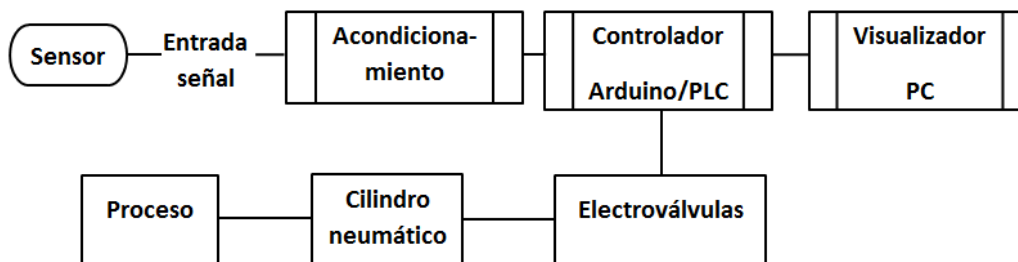 Sensor
Entrada
señal
Acondiciona-
miento
Controlador
Arduino/PLC
Visualizador
PC
Proceso
Cilindro
neumático
Electroválvulas